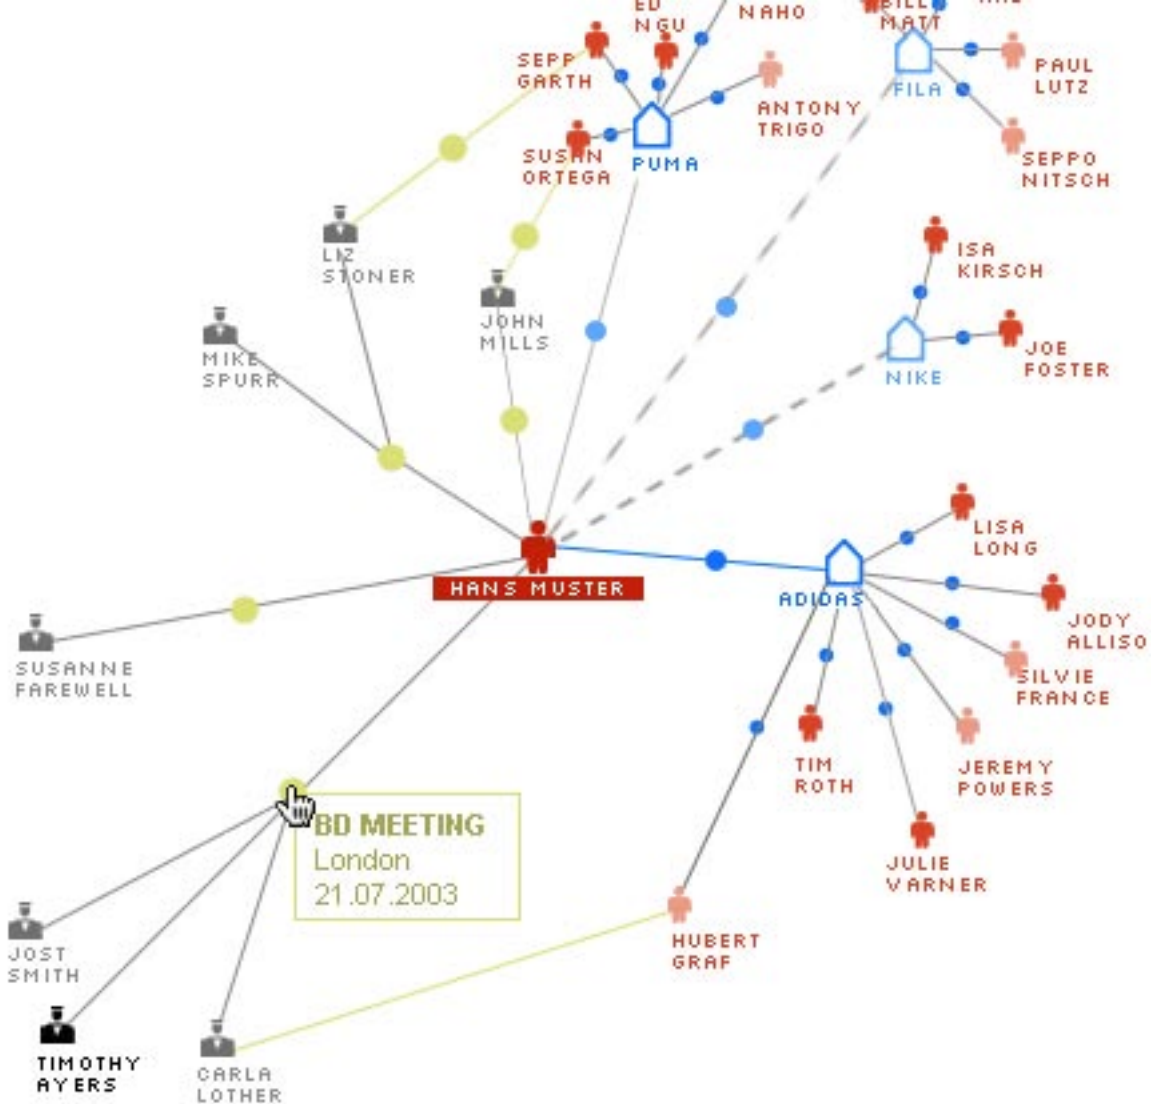 ED
NGU
NAHO
BILL
MATT
SEPP
GARTH
PAUL
LUTZ
FILA
ANTONY
TRIGO
SUSAN
ORTEGA
PUMA
SEPPO
NITSCH
LIZ
STONER
ISA
KIRSCH
JOHN
MILLS
MIKE
SPURR
JOE
FOSTER
NIKE
LISA
LONG
HANS MUSTER
ADIDAS
JODY
ALLISO
SUSANNE
FAREWELL
SILVIE
FRANCE
TIM
ROTH
JEREMY
POWERS
BD MEETING
London
21.07.2003
JULIE
VARNER
HUBERT
GRAF
JOST
SMITH
TIMOTHY
AYERS
CARLA
LOTHER